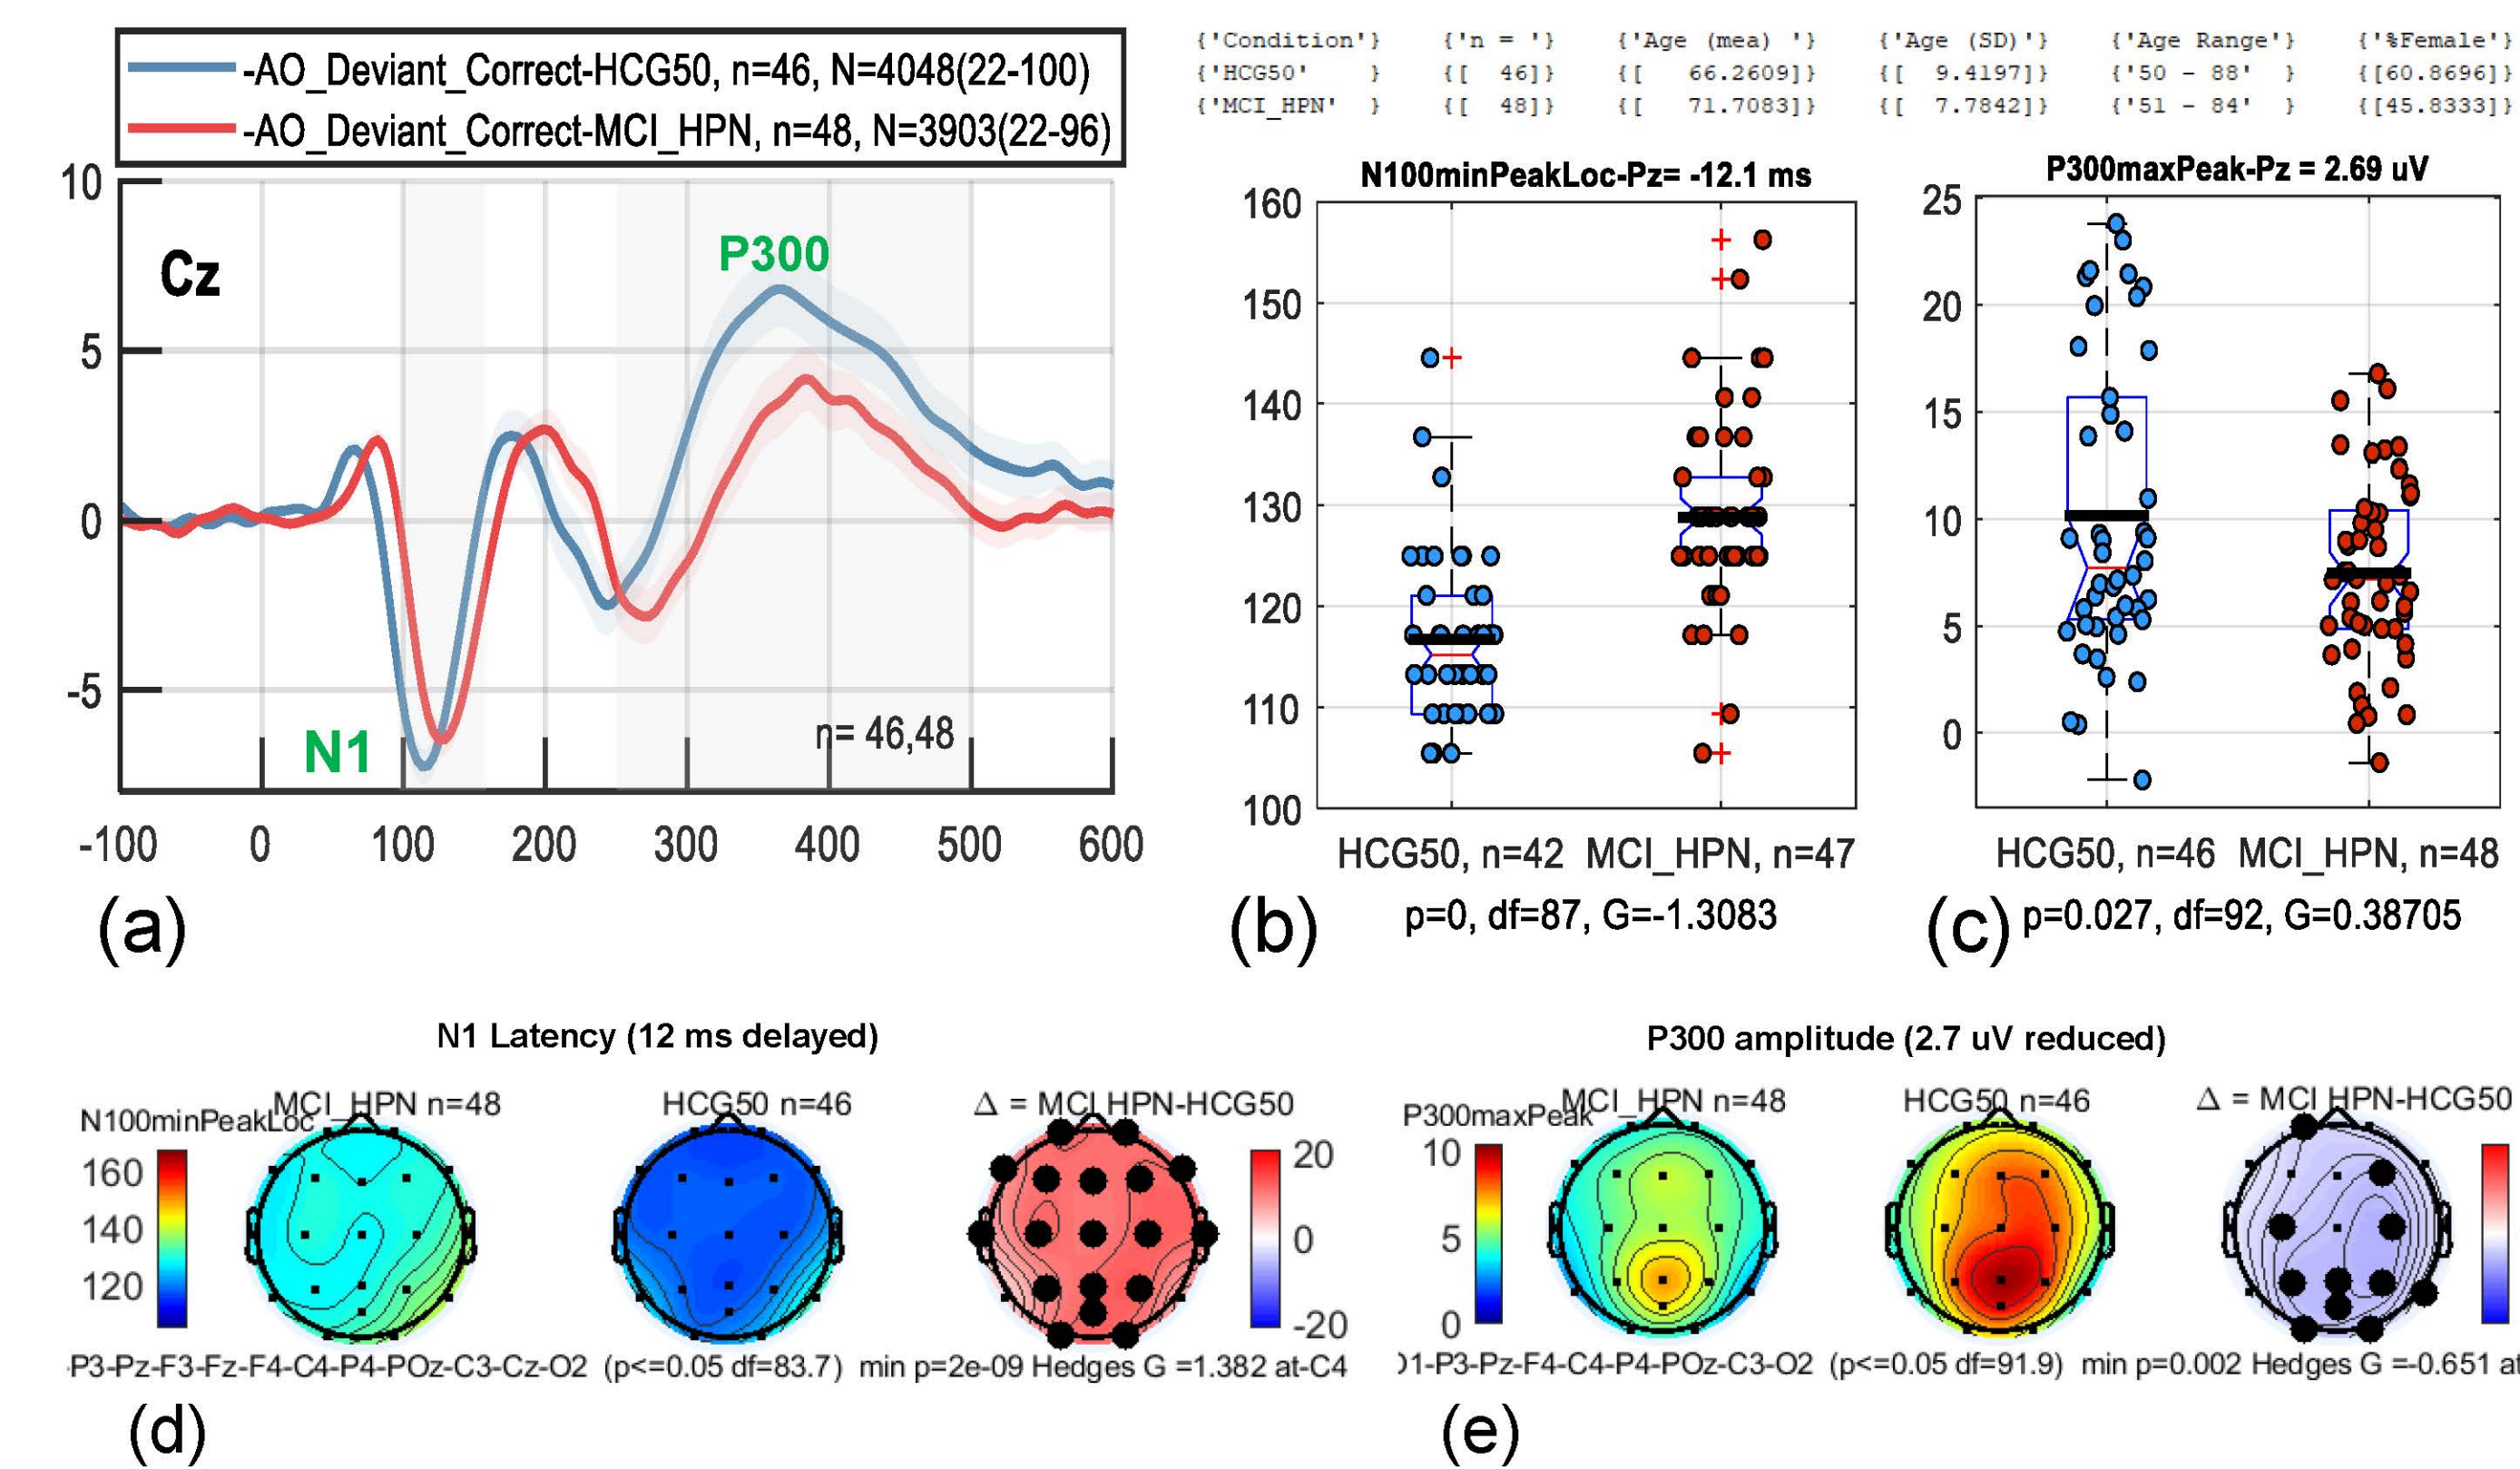 -AO_Deviant_Correct-HCG50, n=46, N=4048(22-100)
-AO_Deviant_Correct-MCI_HPN, n=48, N=3903(22-96)
10
5
0
-5
Cz
P300
N1
n= 46,48
-100 0 100 200 300 400 500 600
(a)
{'Condition'} {'n = '} {'Age (mea) '} {'Age (SD)'} {'Age Range'} {'%Female'}
{'HCG50' } {[ 46]} {[ 66.2609]} {[ 9.4197]} {'50 - 88' } {[60.8696]}
{'MCI_HPN' } {[ 48]} {[ 71.7083]} {[ 7.7842]} {'51 - 84' } {[45.8333]}
N100minPeakLoc-Pz= -12.1 ms
160
150
140
130
120
110
100
HCG50, n=42 MCI_HPN, n=47
(b) p=0, df=87, G=-1.3083
P300maxPeak-Pz = 2.69 uV
25
20
15
10
5
0
HCG50, n=46 MCI_HPN, n=48
(c) p=0.027, df=92, G=0.38705
N1 Latency (12 ms delayed)
N100minPeakLoc
MCI_HPN n=48
HCG50 n=46
Δ = MCI HPN-HCG50
160
140
120
20
0
-20
-P3-Pz-F3-Fz-F4-C4-P4-POz-C3-Cz-O2 (p<=0.05 df=83.7) min p=2e-09 Hedges G =1.382 at-C4
(d)
P300 amplitude (2.7 uV reduced)
P300maxPeak
MCI_HPN n=48
HCG50 n=46
Δ = MCI HPN-HCG50
10
5
0
O1-P3-Pz-F4-C4-P4-POz-C3-O2 (p<=0.05 df=91.9) min p=0.002 Hedges G =-0.651 at
(e)